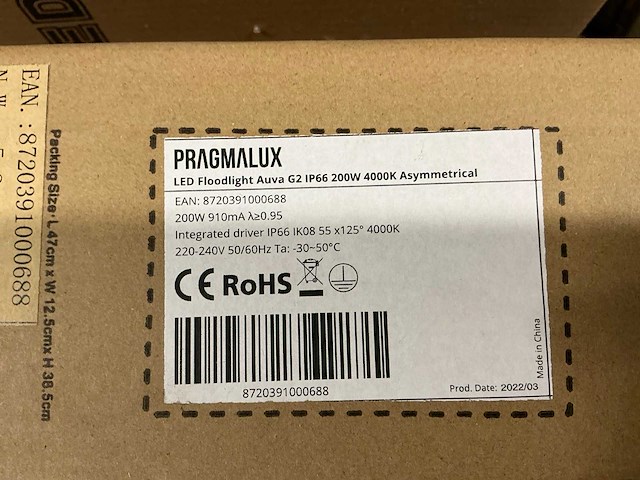 PRAGMALUX
LED Floodlight Auva G2 IP66 200W 4000K Asymmetrical
EAN: 8720391000688
200W 910mA λ≥0.95
Integrated driver IP66 IK08 55 x125° 4000K
220-240V 50/60Hz Ta: -30~50°C
CE RoHS
8720391000688
Prod. Date: 2022/03
Made in China
Packing Size: L 47cm x W 12.5cmx H 38.5cm
EAN.:8720391000688